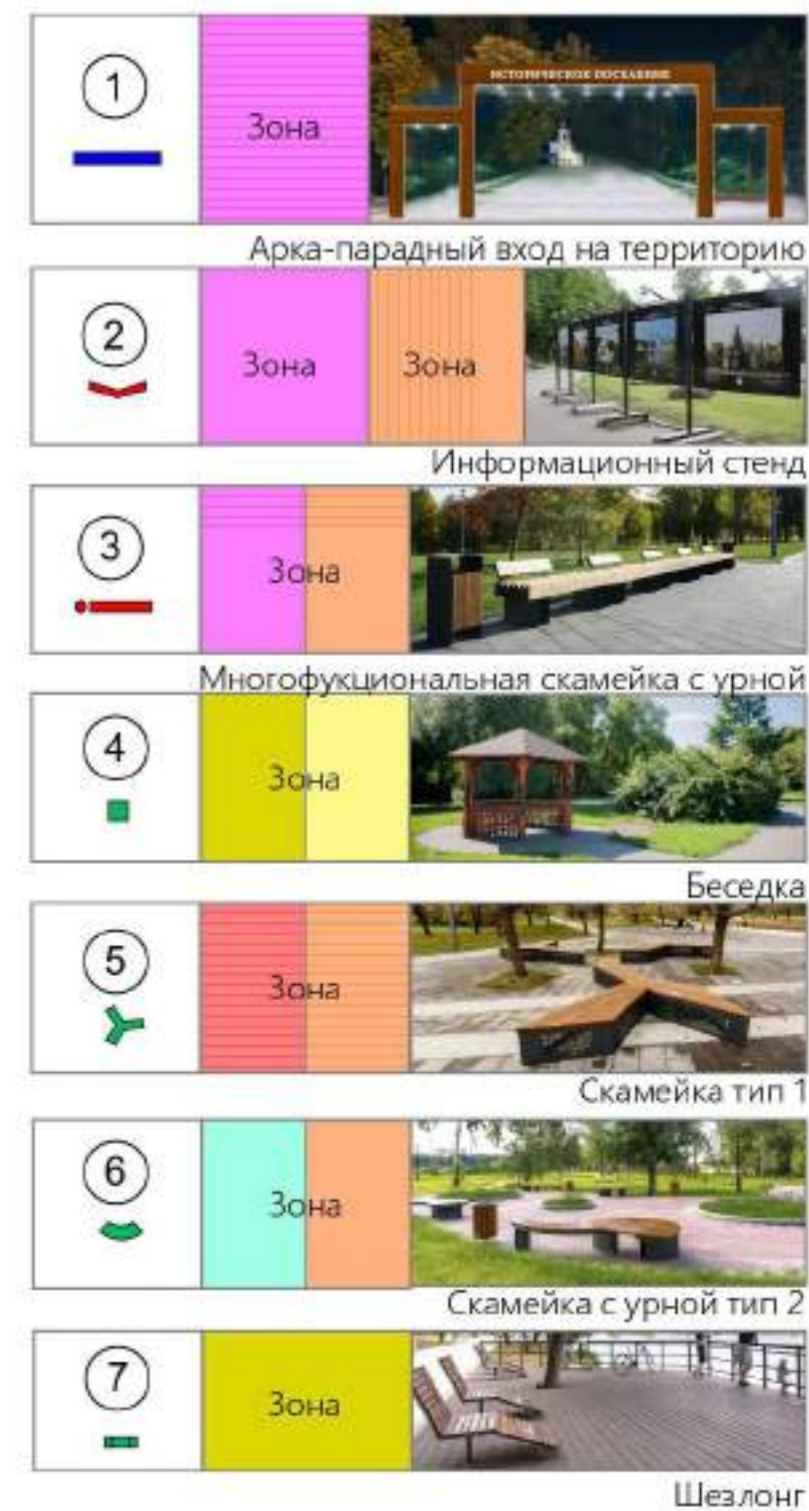 1
Зона
ИСТОРИЧЕСКОЕ ПОСЕЛЕНИЕ
Арка-парадный вход на территорию
2
Зона Зона
Информационный стенд
3
Зона
Многофукциональная скамейка с урной
4
Зона
Беседка
5
Зона
Скамейка тип 1
6
Зона
Скамейка с урной тип 2
7
Зона
Шезлонг